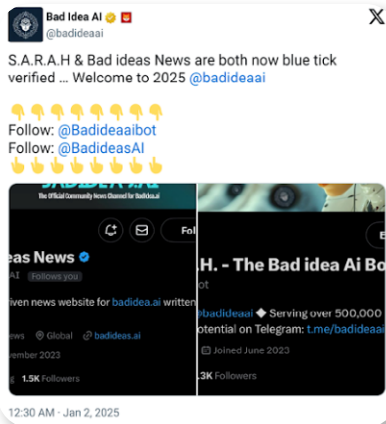 Bad Idea AI
@badideaai
S.A.R.A.H & Bad ideas News are both now blue tick
verified ... Welcome to 2025 @badideaai
👇👇👇👇👇👇👇👇
Follow: @Badideaaibot
Follow: @BadideasAI
👆👆👆👆👆👆👆👆
The Official Community News Channel for Badidea.ai
Fol
eas News
AI Follows you
iven news website for badidea.ai written
ews Global badideas.ai
vember 2023
1.5K Followers
.H. - The Bad idea Ai Bo
ot
badideaai ◆ Serving over 500,000
otential on Telegram: t.me/badideaai
Joined June 2023
.3K Followers
12:30 AM · Jan 2, 2025